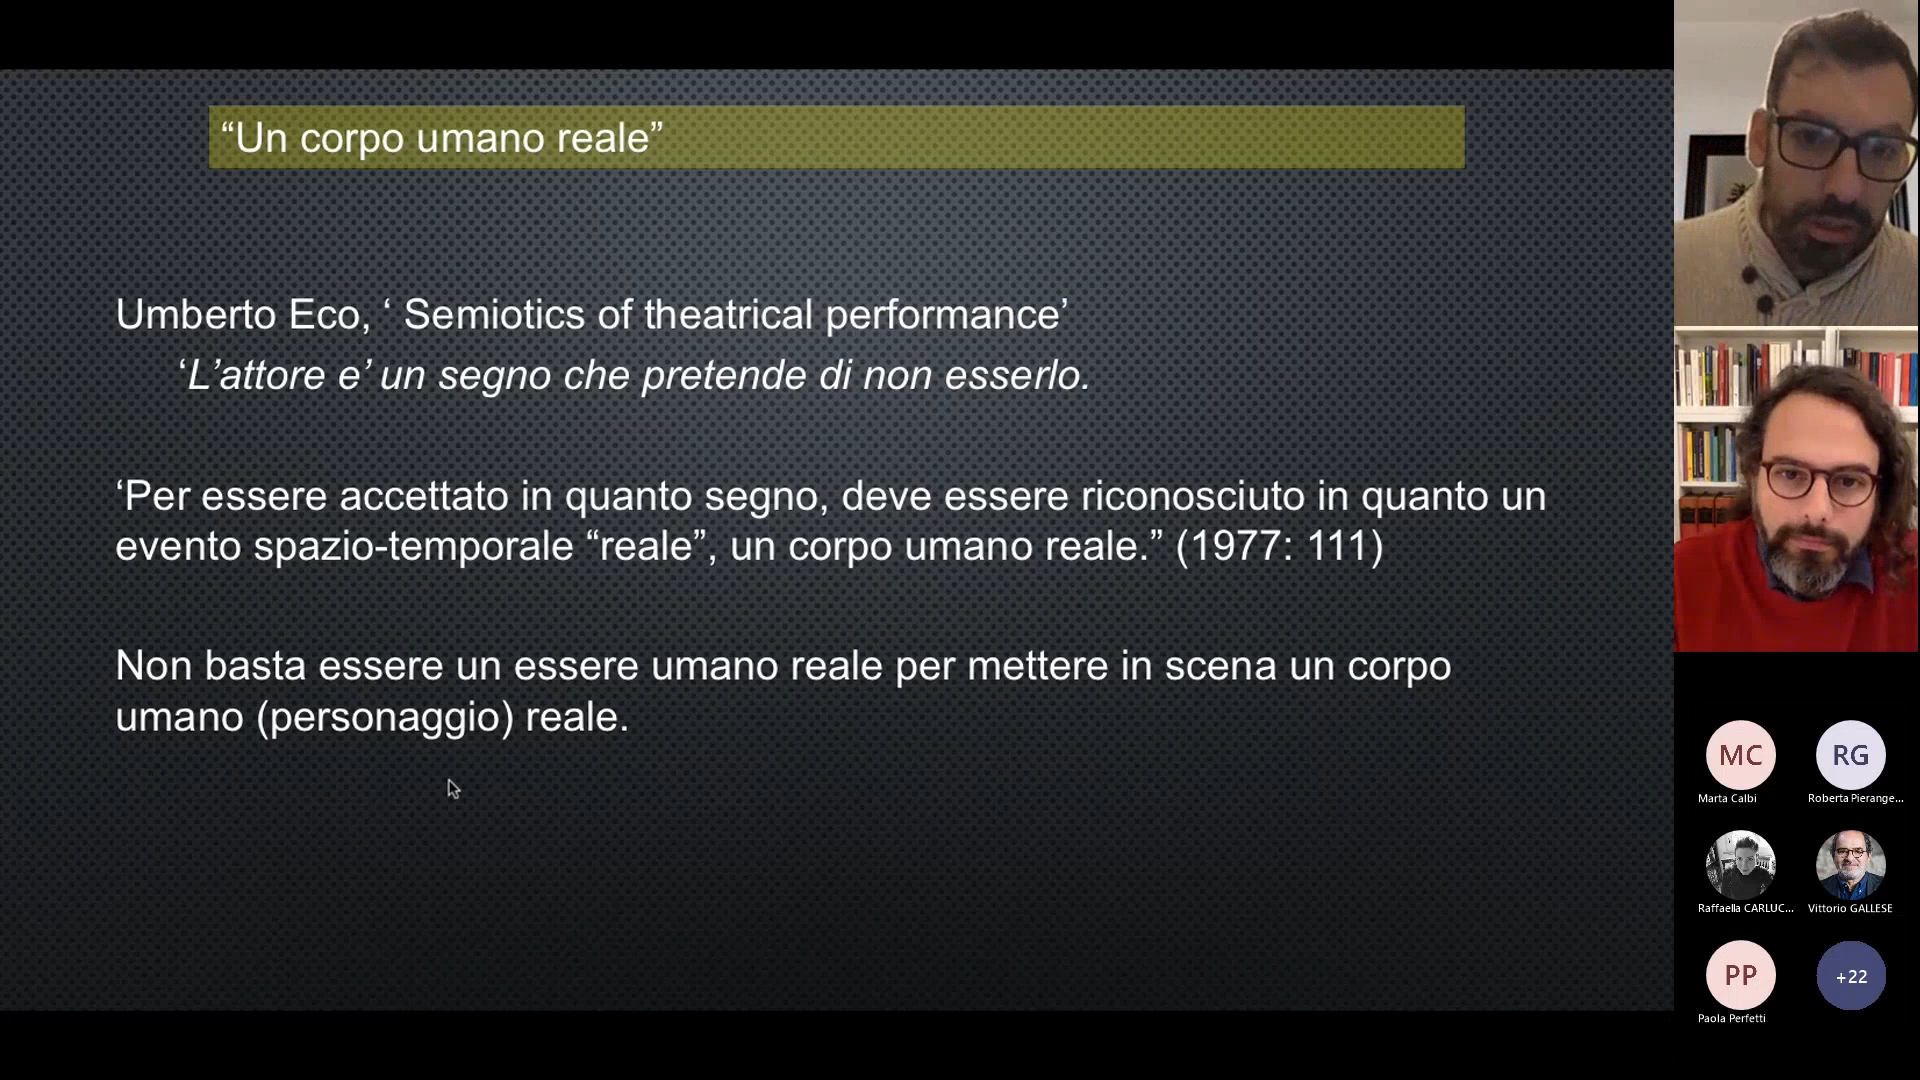 “Un corpo umano reale”
Umberto Eco, ‘ Semiotics of theatrical performance’
‘L’attore e’ un segno che pretende di non esserlo.
‘Per essere accettato in quanto segno, deve essere riconosciuto in quanto un
evento spazio-temporale “reale”, un corpo umano reale.” (1977: 111)
Non basta essere un essere umano reale per mettere in scena un corpo
umano (personaggio) reale.
MC
RG
Marta Calbi
Roberta Pierange...
Raffaella CARLUC...
Vittorio GALLESE
PP
+22
Paola Perfetti